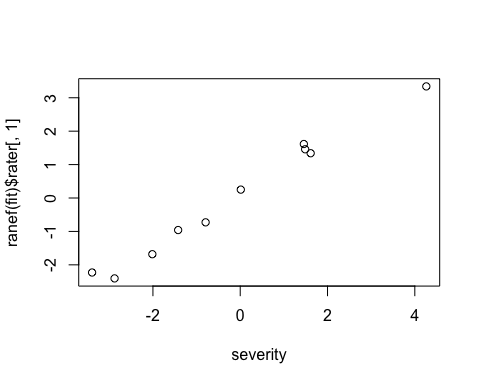 ranef(fit)$rater[, 1]
3
2
1
0
-1
-2
-2 0 2 4
severity